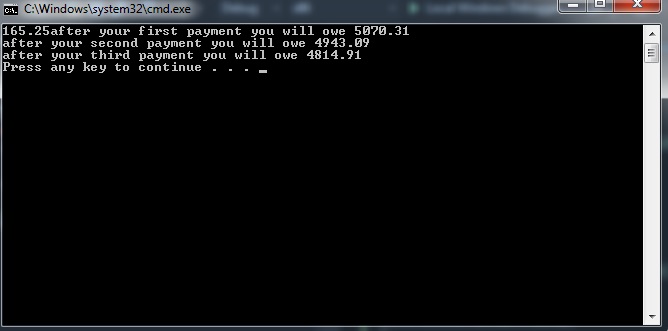 C:\Windows\system32\cmd.exe
165.25after your first payment you will owe 5070.31
after your second payment you will owe 4943.09
after your third payment you will owe 4814.91
Press any key to continue . . . _